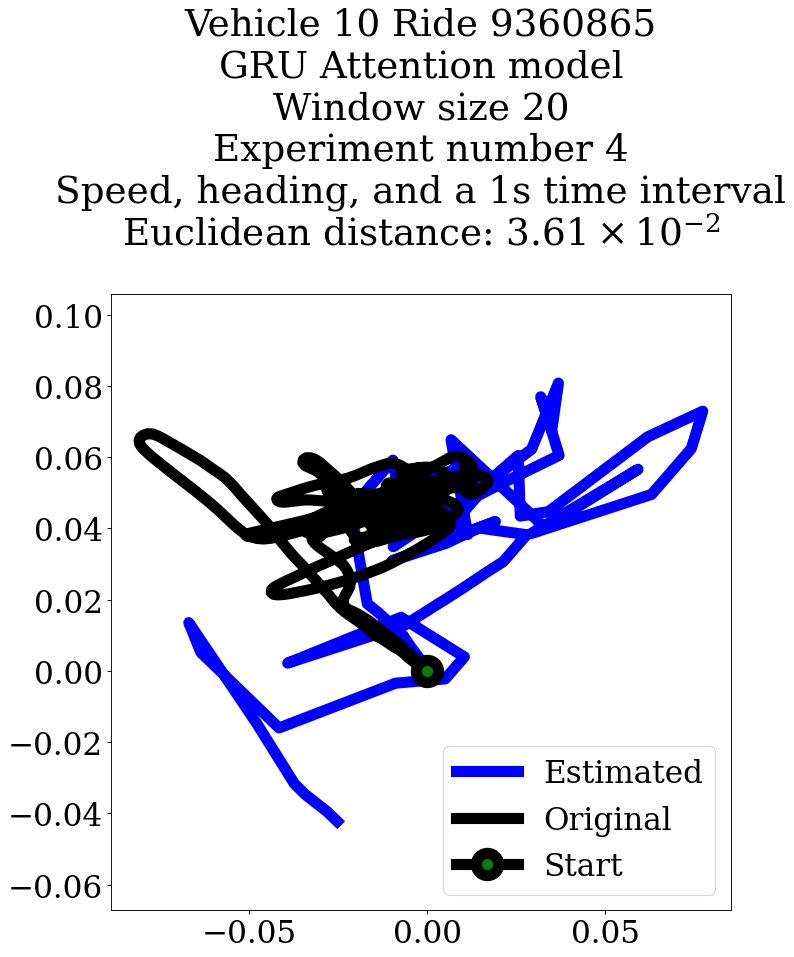 Vehicle 10 Ride 9360865
GRU Attention model
Window size 20
Experiment number 4
Speed, heading, and a 1s time interval
Euclidean distance: 3.61 × 10⁻²
0.10
0.08
0.06
0.04
0.02
0.00
−0.02
−0.04
−0.06
Estimated
Original
Start
−0.05
0.00
0.05